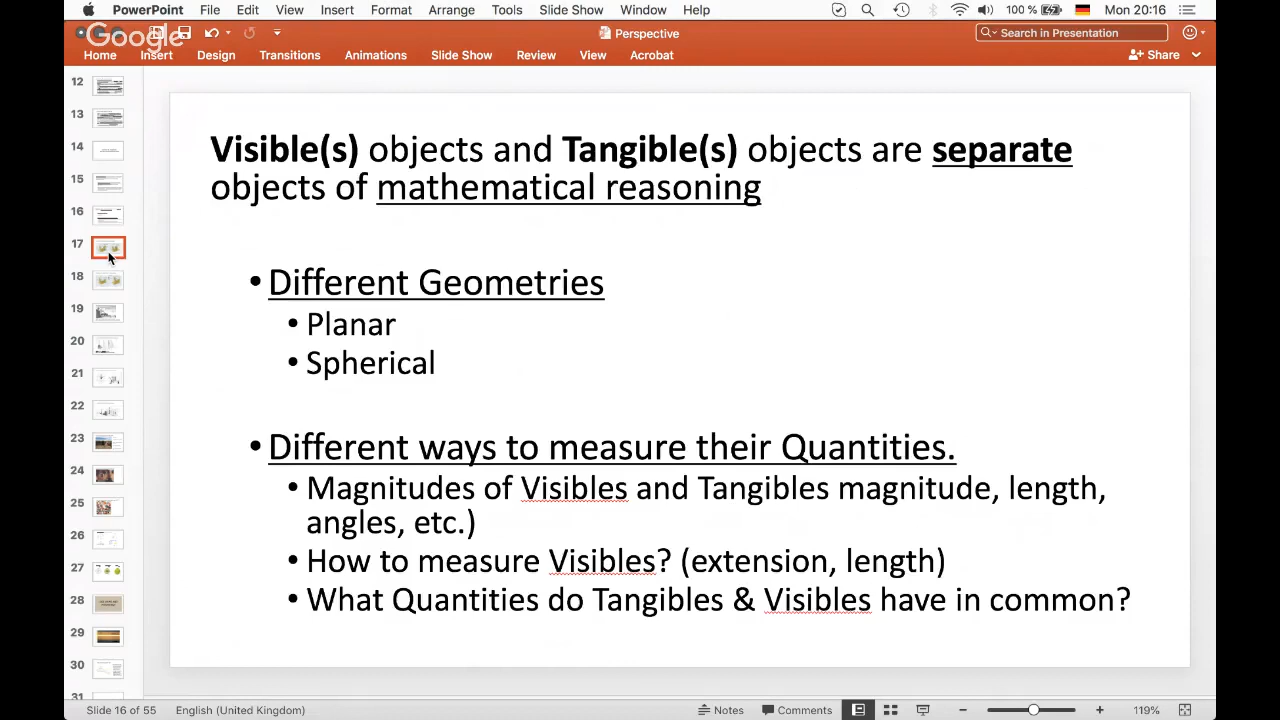 PowerPoint File Edit View Insert Format Arrange Tools Slide Show Window Help 100 % Mon 20:16
Google
Perspective
Search in Presentation
Home Insert Design Transitions Animations Slide Show Review View Acrobat Share
12
13
14
15
16
17
18
19
20
21
22
23
24
25
26
27
28
29
30
31
Visible(s) objects and Tangible(s) objects are separate
objects of mathematical reasoning
• Different Geometries
• Planar
• Spherical
• Different ways to measure their Quantities.
• Magnitudes of Visibles and Tangibles magnitude, length,
angles, etc.)
• How to measure Visibles? (extension, length)
• What Quantities do Tangibles & Visibles have in common?
Slide 16 of 55 English (United Kingdom) Notes Comments 119%